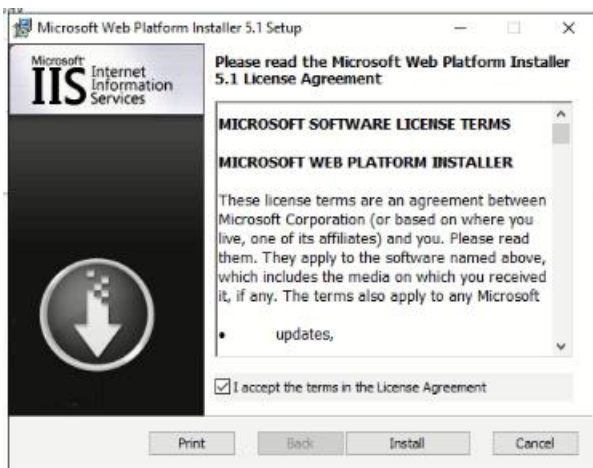 Microsoft Web Platform Installer 5.1 Setup
Microsoft
IIS Internet
Information
Services
Please read the Microsoft Web Platform Installer
5.1 License Agreement
MICROSOFT SOFTWARE LICENSE TERMS
MICROSOFT WEB PLATFORM INSTALLER
These license terms are an agreement between
Microsoft Corporation (or based on where you
live, one of its affiliates) and you. Please read
them. They apply to the software named above,
which includes the media on which you received
it, if any. The terms also apply to any Microsoft
• updates,
I accept the terms in the License Agreement
Print
Back
Install
Cancel